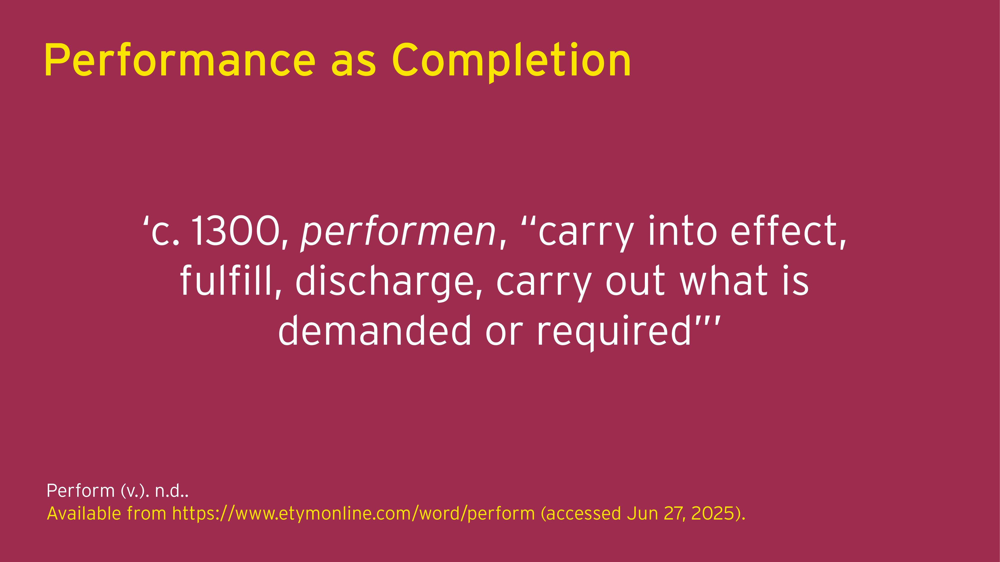 Performance as Completion
‘c. 1300, performen, “carry into effect,
fulfill, discharge, carry out what is
demanded or required”’
Perform (v.). n.d..
Available from https://www.etymonline.com/word/perform (accessed Jun 27, 2025).